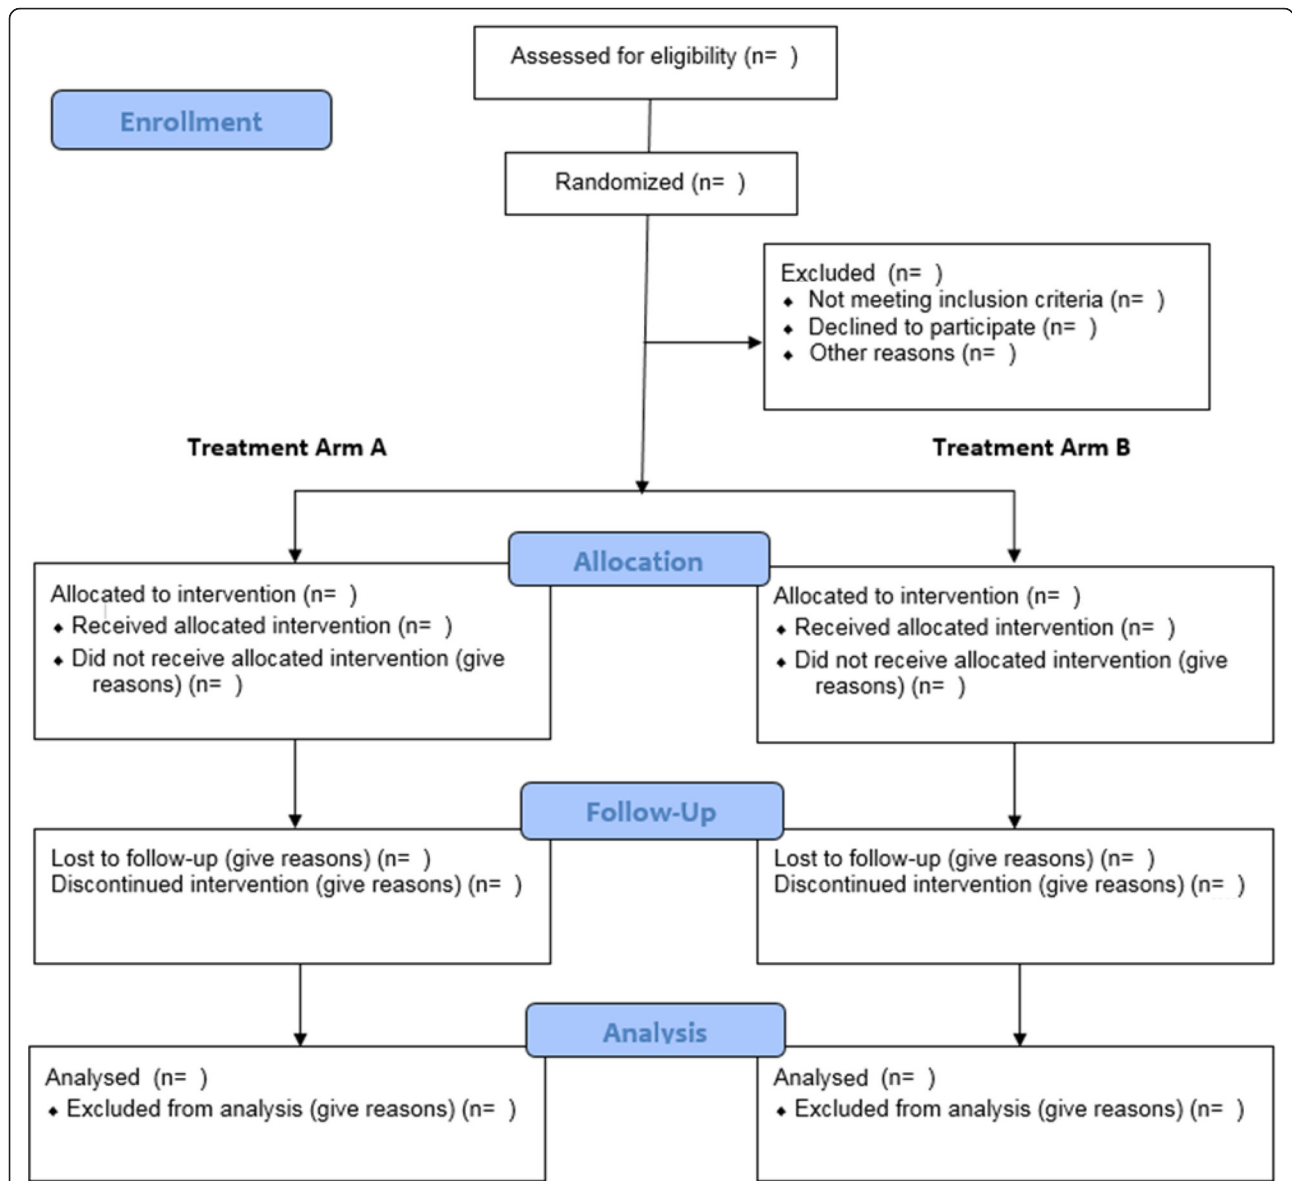 Assessed for eligibility (n=  )
Enrollment
Randomized (n=  )
Excluded  (n=  )
⬥ Not meeting inclusion criteria (n=  )
⬥ Declined to participate (n=  )
⬥ Other reasons (n=  )
Treatment Arm A
Treatment Arm B
Allocation
Allocated to intervention (n=  )
⬥ Received allocated intervention (n=  )
⬥ Did not receive allocated intervention (give
reasons) (n=  )
Allocated to intervention (n=  )
⬥ Received allocated intervention (n=  )
⬥ Did not receive allocated intervention (give
reasons) (n=  )
Follow-Up
Lost to follow-up (give reasons) (n=  )
Discontinued intervention (give reasons) (n=  )
Lost to follow-up (give reasons) (n=  )
Discontinued intervention (give reasons) (n=  )
Analysis
Analysed  (n=  )
⬥ Excluded from analysis (give reasons) (n=  )
Analysed  (n=  )
⬥ Excluded from analysis (give reasons) (n=  )